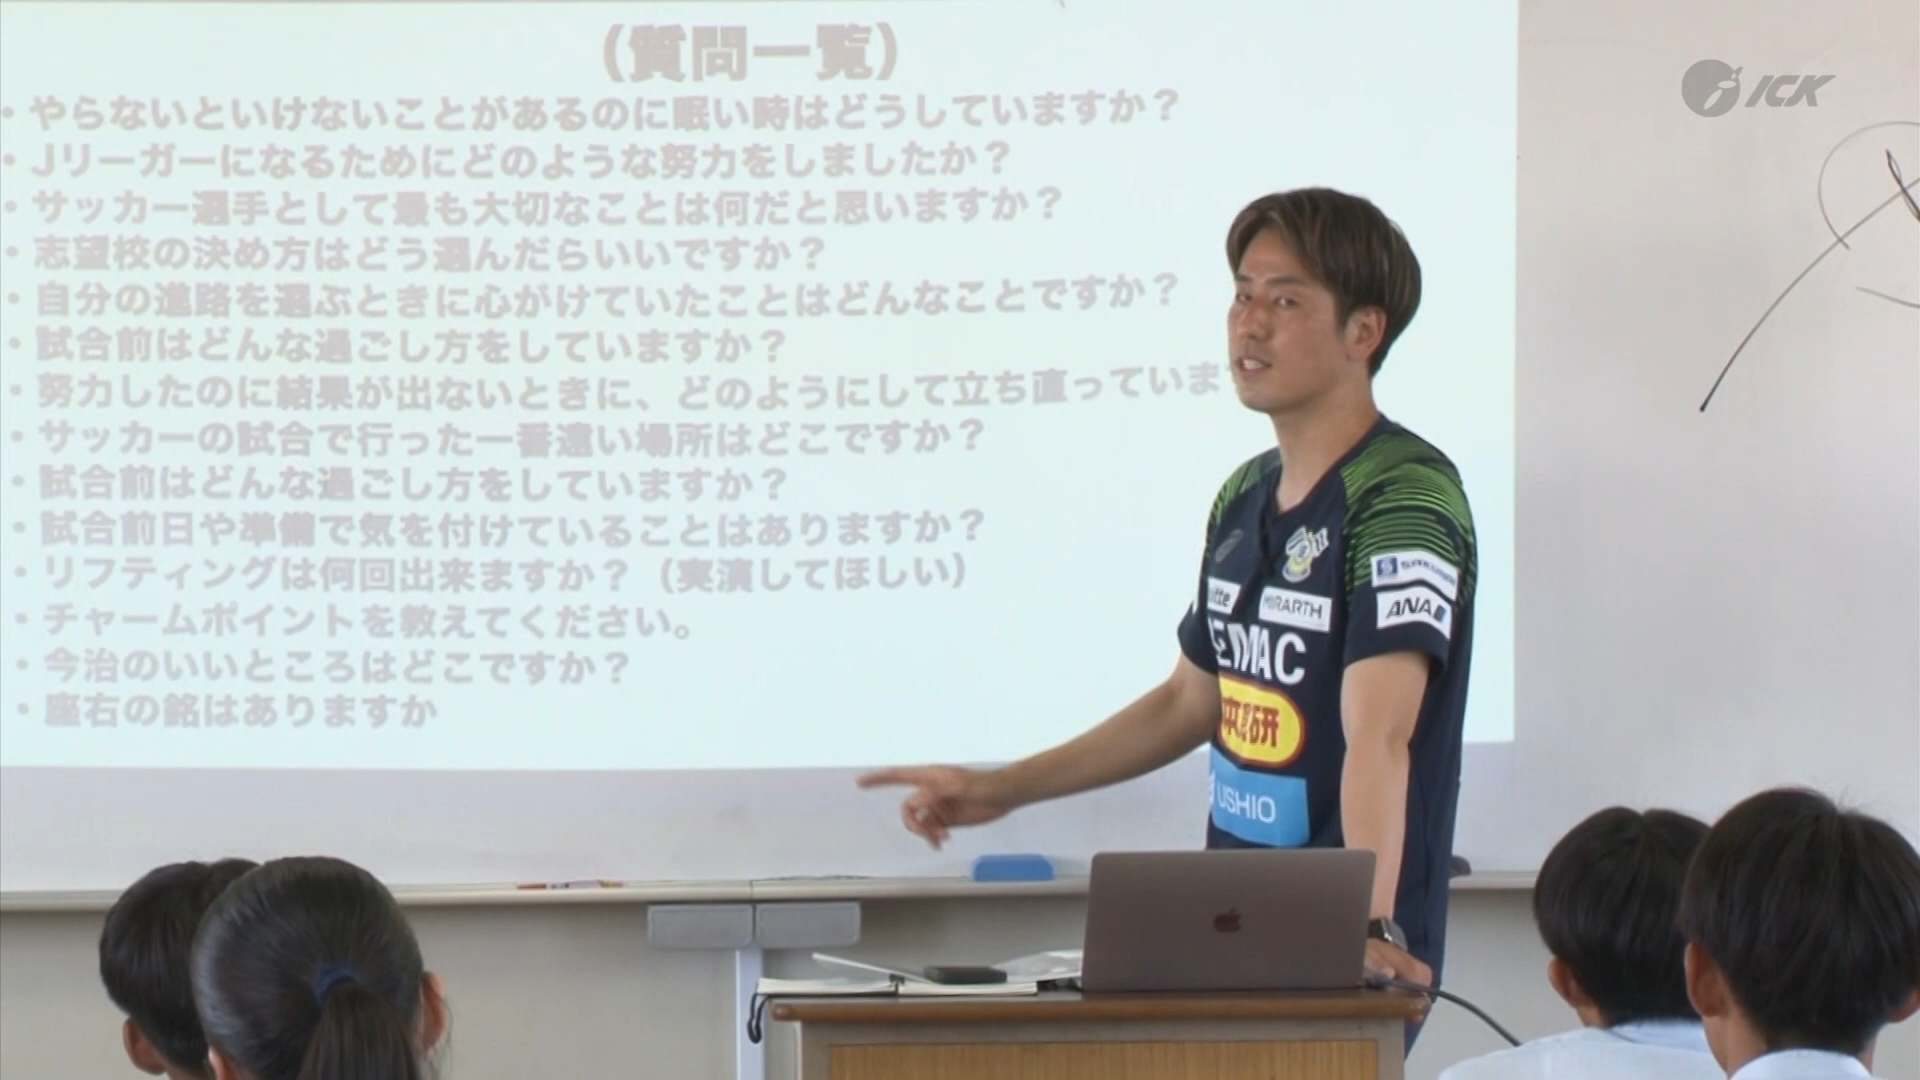 （質問一覧）
・やらないといけないことがあるのに眠い時はどうしていますか？
・Jリーガーになるためにどのような努力をしましたか？
・サッカー選手として最も大切なことは何だと思いますか？
・志望校の決め方はどう選んだらいいですか？
・自分の進路を選ぶときに心がけていたことはどんなことですか？
・試合前はどんな過ごし方をしていますか？
・努力したのに結果が出ないときに、どのようにして立ち直っていま
・サッカーの試合で行った一番遠い場所はどこですか？
・試合前はどんな過ごし方をしていますか？
・試合前日や準備で気を付けていることはありますか？
・リフティングは何回出来ますか？（実演してほしい）
・チャームポイントを教えてください。
・今治のいいところはどこですか？
・座右の銘はありますか
ICK
ANA
MIRARTH
USHIO